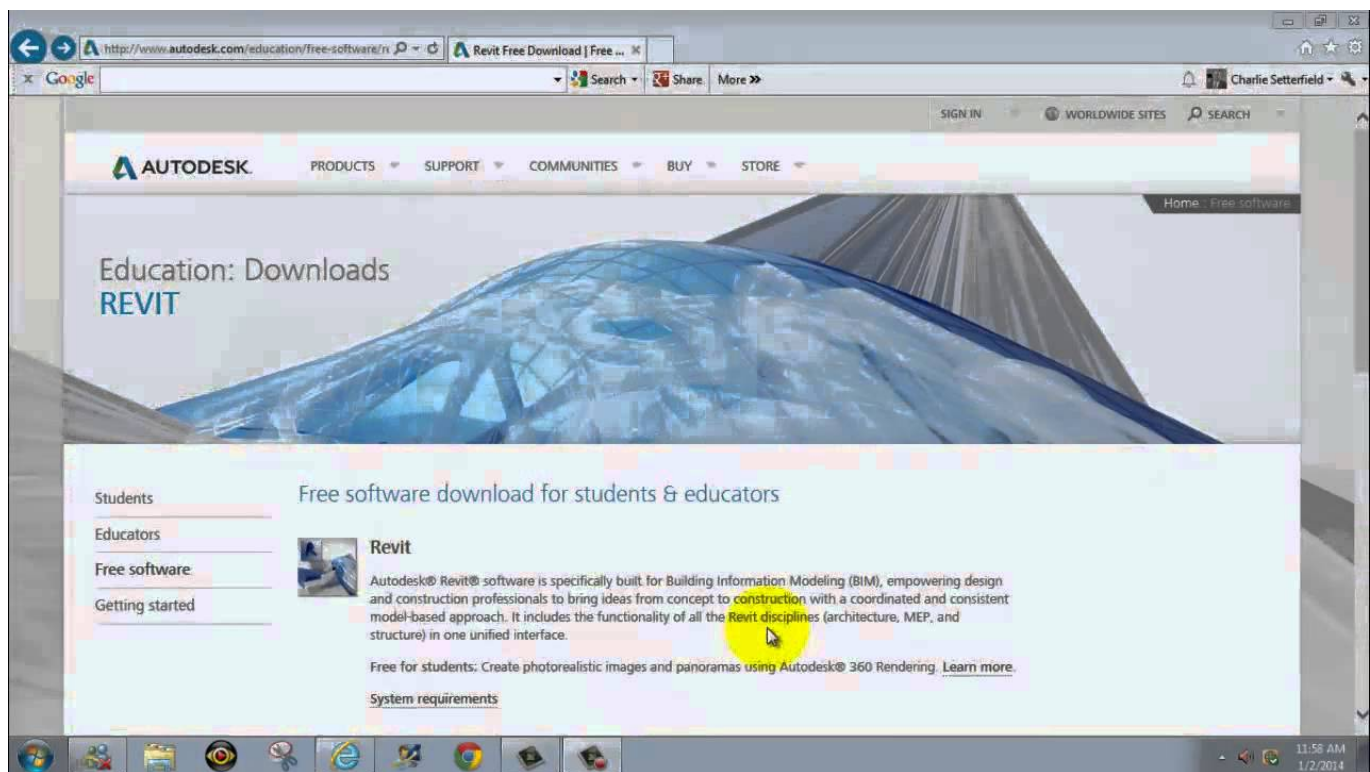 http://www.autodesk.com/education/free-software/r
Revit Free Download | Free ...
x Google
Search
Share
More »
Charlie Setterfield
SIGN IN
WORLDWIDE SITES
SEARCH
AUTODESK.
PRODUCTS
SUPPORT
COMMUNITIES
BUY
STORE
Home : Free software
Education: Downloads
REVIT
Students
Educators
Free software
Getting started
Free software download for students & educators
Revit
Autodesk® Revit® software is specifically built for Building Information Modeling (BIM), empowering design
and construction professionals to bring ideas from concept to construction with a coordinated and consistent
model-based approach. It includes the functionality of all the Revit disciplines (architecture, MEP, and
structure) in one unified interface.
Free for students: Create photorealistic images and panoramas using Autodesk® 360 Rendering. Learn more.
System requirements
11:58 AM
1/2/2014